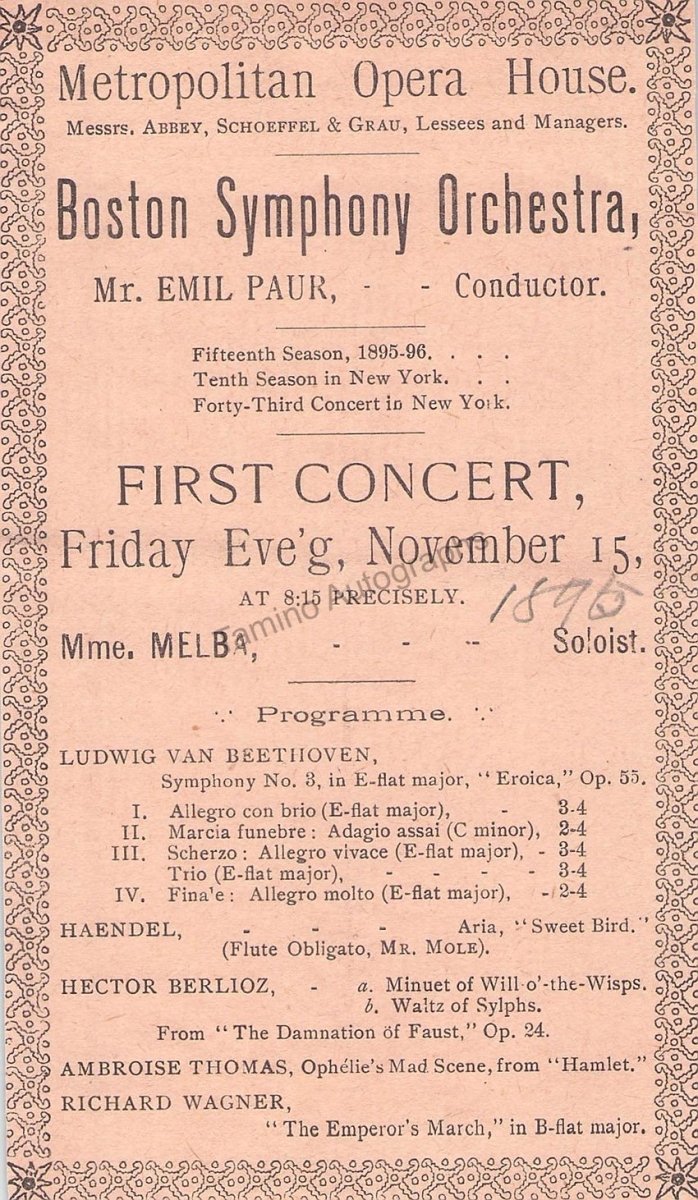 Metropolitan Opera House.
Messrs. ABBEY, SCHOEFFEL & GRAU, Lessees and Managers.
Boston Symphony Orchestra,
Mr. EMIL PAUR, - - Conductor.
Fifteenth Season, 1895-96. . . .
Tenth Season in New York. . .
Forty-Third Concert in New York.
FIRST CONCERT,
Friday Eve'g, November 15,
AT 8:15 PRECISELY.
1895
Tamino Autographs
Mme. MELBA, - - - Soloist.
Programme.
LUDWIG VAN BEETHOVEN,
Symphony No. 3, in E-flat major, "Eroica," Op. 55.
I. Allegro con brio (E-flat major), - 3-4
II. Marcia funebre: Adagio assai (C minor), 2-4
III. Scherzo: Allegro vivace (E-flat major), - 3-4
Trio (E-flat major), - - - - 3-4
IV. Fina'e: Allegro molto (E-flat major), - 2-4
HAENDEL, - - - Aria, "Sweet Bird."
(Flute Obligato, MR. MOLE).
HECTOR BERLIOZ, - a. Minuet of Will-o'-the-Wisps.
b. Waltz of Sylphs.
From "The Damnation öf Faust," Op. 24.
AMBROISE THOMAS, Ophélie's Mad Scene, from "Hamlet."
RICHARD WAGNER,
"The Emperor's March," in B-flat major.